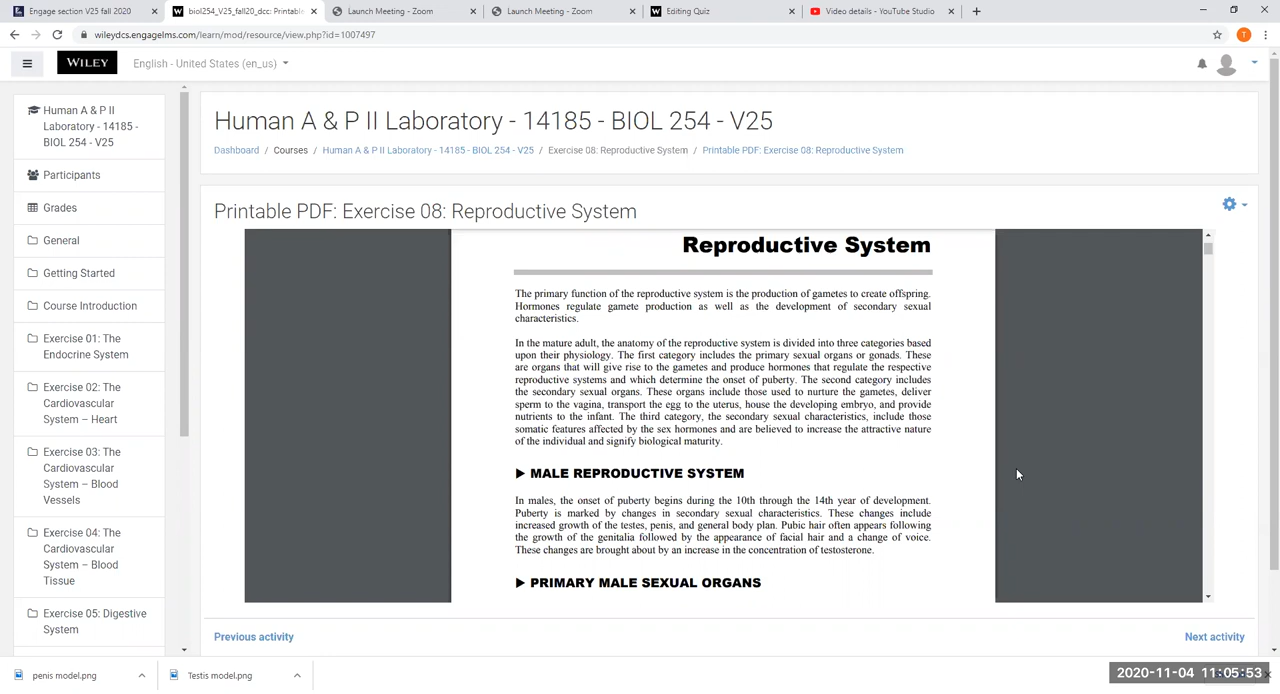 Engage section V25 fall 2020
biol254_V25_fall20_dcc: Printable
Launch Meeting - Zoom
Launch Meeting - Zoom
Editing Quiz
Video details - YouTube Studio
wileydcs.engagelms.com/learn/mod/resource/view.php?id=1007497
T
WILEY
English - United States (en_us)
Human A & P II
Laboratory - 14185 -
BIOL 254 - V25
Participants
Grades
General
Getting Started
Course Introduction
Exercise 01: The
Endocrine System
Exercise 02: The
Cardiovascular
System – Heart
Exercise 03: The
Cardiovascular
System – Blood
Vessels
Exercise 04: The
Cardiovascular
System – Blood
Tissue
Exercise 05: Digestive
System
Human A & P II Laboratory - 14185 - BIOL 254 - V25
Dashboard / Courses / Human A & P II Laboratory - 14185 - BIOL 254 - V25 / Exercise 08: Reproductive System / Printable PDF: Exercise 08: Reproductive System
Printable PDF: Exercise 08: Reproductive System
Reproductive System
The primary function of the reproductive system is the production of gametes to create offspring.
Hormones regulate gamete production as well as the development of secondary sexual
characteristics.
In the mature adult, the anatomy of the reproductive system is divided into three categories based
upon their physiology. The first category includes the primary sexual organs or gonads. These
are organs that will give rise to the gametes and produce hormones that regulate the respective
reproductive systems and which determine the onset of puberty. The second category includes
the secondary sexual organs. These organs include those used to nurture the gametes, deliver
sperm to the vagina, transport the egg to the uterus, house the developing embryo, and provide
nutrients to the infant. The third category, the secondary sexual characteristics, include those
somatic features affected by the sex hormones and are believed to increase the attractive nature
of the individual and signify biological maturity.
MALE REPRODUCTIVE SYSTEM
In males, the onset of puberty begins during the 10th through the 14th year of development.
Puberty is marked by changes in secondary sexual characteristics. These changes include
increased growth of the testes, penis, and general body plan. Pubic hair often appears following
the growth of the genitalia followed by the appearance of facial hair and a change of voice.
These changes are brought about by an increase in the concentration of testosterone.
PRIMARY MALE SEXUAL ORGANS
Previous activity
Next activity
penis model.png
Testis model.png
2020-11-04 11:05:53